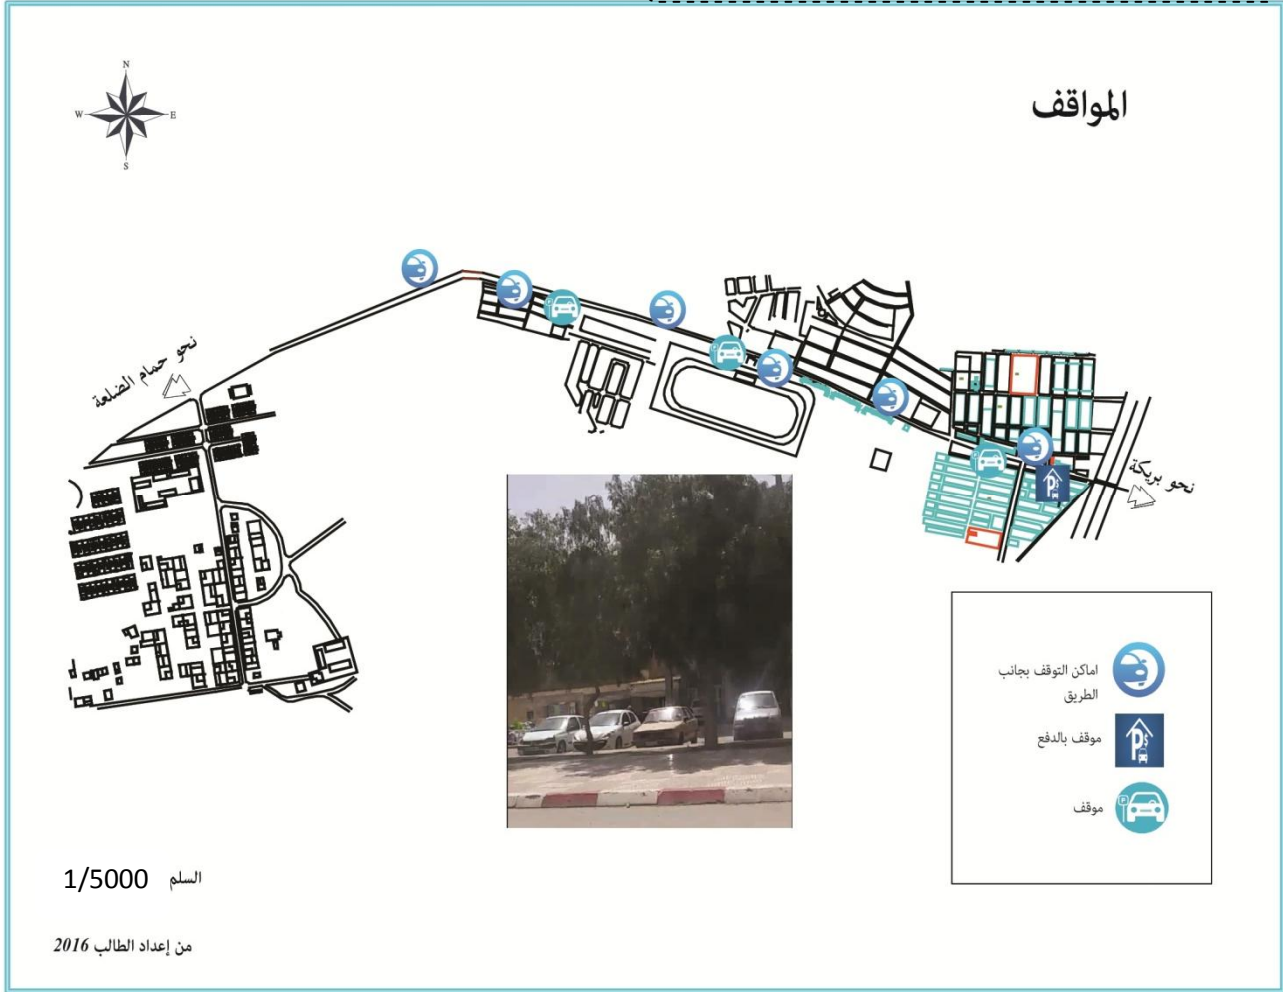 المواقف
N
W
E
S
نحو حمام الضلعة
نحو بريكة
اماكن التوقف بجانب
الطريق
موقف بالدفع
موقف
السلم 1/5000
من إعداد الطالب 2016